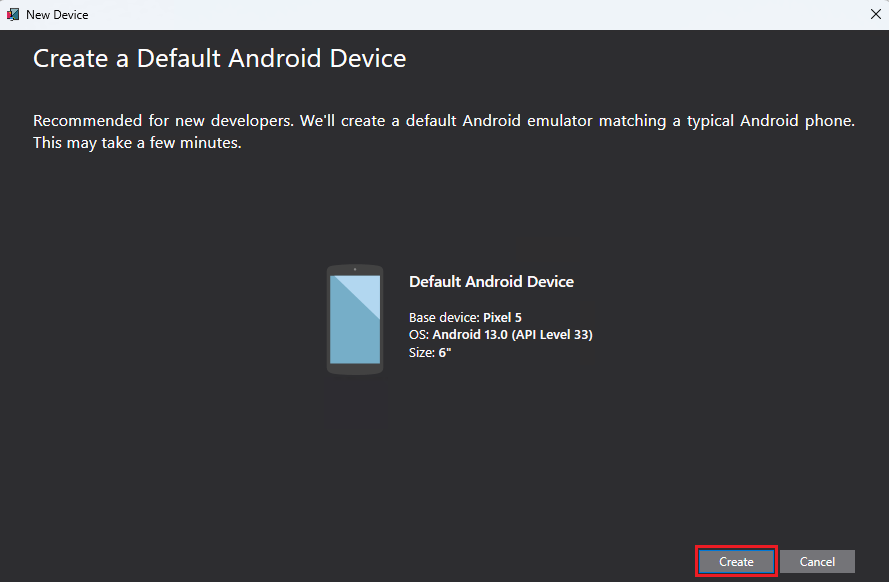 New Device
Create a Default Android Device
Recommended for new developers. We'll create a default Android emulator matching a typical Android phone.
This may take a few minutes.
Default Android Device
Base device: Pixel 5
OS: Android 13.0 (API Level 33)
Size: 6"
Create
Cancel